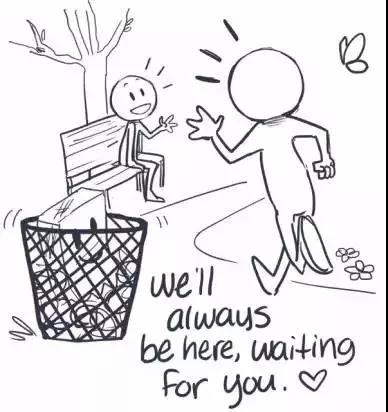 we'll
always
be here, waiting
for you. ♡